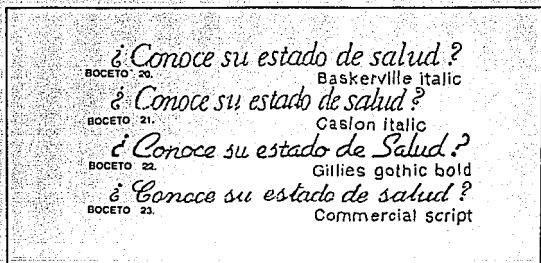 ¿Conoce su estado de salud?
BOCETO 20.
Baskerville italic
¿Conoce su estado de salud?
BOCETO 21.
Caslon italic
¿Conoce su estado de Salud?
BOCETO 22.
Gillies gothic bold
¿Conoce su estado de salud?
BOCETO 23.
Commercial script